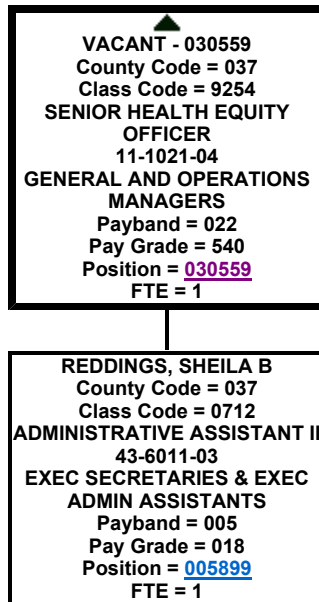 VACANT - 030559
County Code = 037
Class Code = 9254
SENIOR HEALTH EQUITY
OFFICER
11-1021-04
GENERAL AND OPERATIONS
MANAGERS
Payband = 022
Pay Grade = 540
Position = 030559
FTE = 1
REDDINGS, SHEILA B
County Code = 037
Class Code = 0712
ADMINISTRATIVE ASSISTANT II
43-6011-03
EXEC SECRETARIES & EXEC
ADMIN ASSISTANTS
Payband = 005
Pay Grade = 018
Position = 005899
FTE = 1